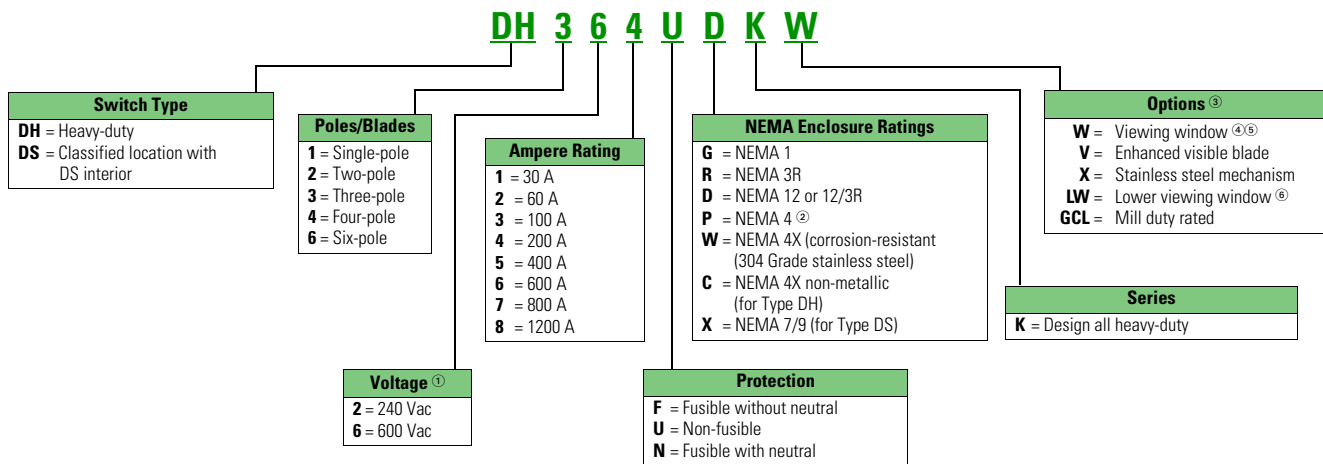 DH 3 6 4 U D K W
Switch Type
DH = Heavy-duty
DS = Classified location with
DS interior
Poles/Blades
1 = Single-pole
2 = Two-pole
3 = Three-pole
4 = Four-pole
6 = Six-pole
Voltage ①
2 = 240 Vac
6 = 600 Vac
Ampere Rating
1 = 30 A
2 = 60 A
3 = 100 A
4 = 200 A
5 = 400 A
6 = 600 A
7 = 800 A
8 = 1200 A
Protection
F = Fusible without neutral
U = Non-fusible
N = Fusible with neutral
NEMA Enclosure Ratings
G = NEMA 1
R = NEMA 3R
D = NEMA 12 or 12/3R
P = NEMA 4 ②
W = NEMA 4X (corrosion-resistant
(304 Grade stainless steel)
C = NEMA 4X non-metallic
(for Type DH)
X = NEMA 7/9 (for Type DS)
Series
K = Design all heavy-duty
Options ③
W = Viewing window ④⑤
V = Enhanced visible blade
X = Stainless steel mechanism
LW = Lower viewing window ⑥
GCL = Mill duty rated